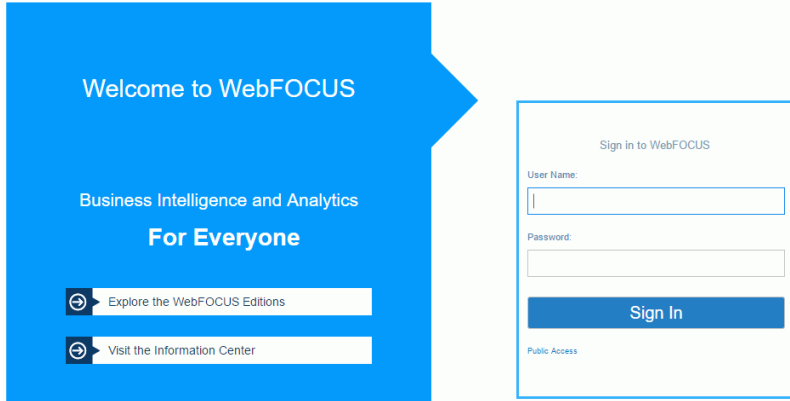 Welcome to WebFOCUS
Business Intelligence and Analytics
For Everyone
Explore the WebFOCUS Editions
Visit the Information Center
Sign in to WebFOCUS
User Name:
Password:
Sign In
Public Access